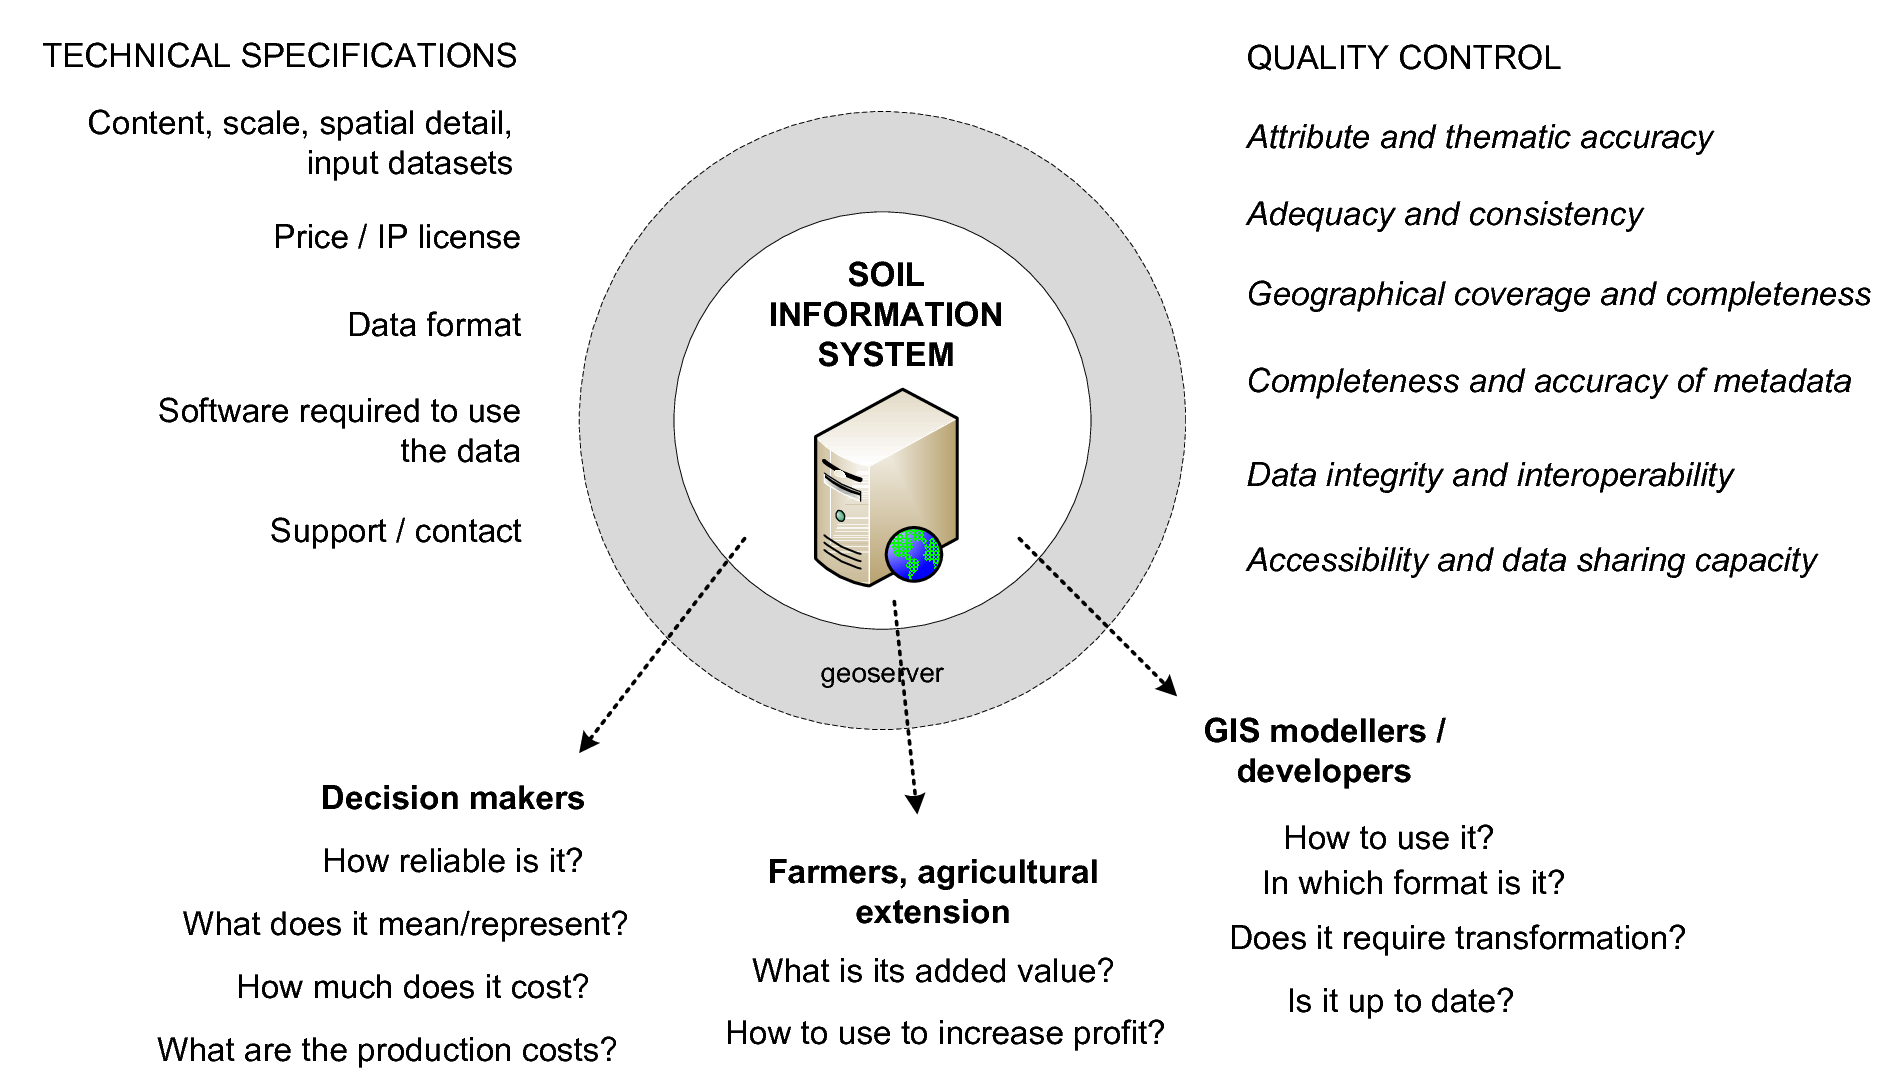 TECHNICAL SPECIFICATIONS
Content, scale, spatial detail,
input datasets
Price / IP license
Data format
Software required to use
the data
Support / contact
QUALITY CONTROL
Attribute and thematic accuracy
Adequacy and consistency
Geographical coverage and completeness
Completeness and accuracy of metadata
Data integrity and interoperability
Accessibility and data sharing capacity
SOIL
INFORMATION
SYSTEM
geoserver
Decision makers
How reliable is it?
What does it mean/represent?
How much does it cost?
What are the production costs?
Farmers, agricultural
extension
What is its added value?
How to use to increase profit?
GIS modellers /
developers
How to use it?
In which format is it?
Does it require transformation?
Is it up to date?